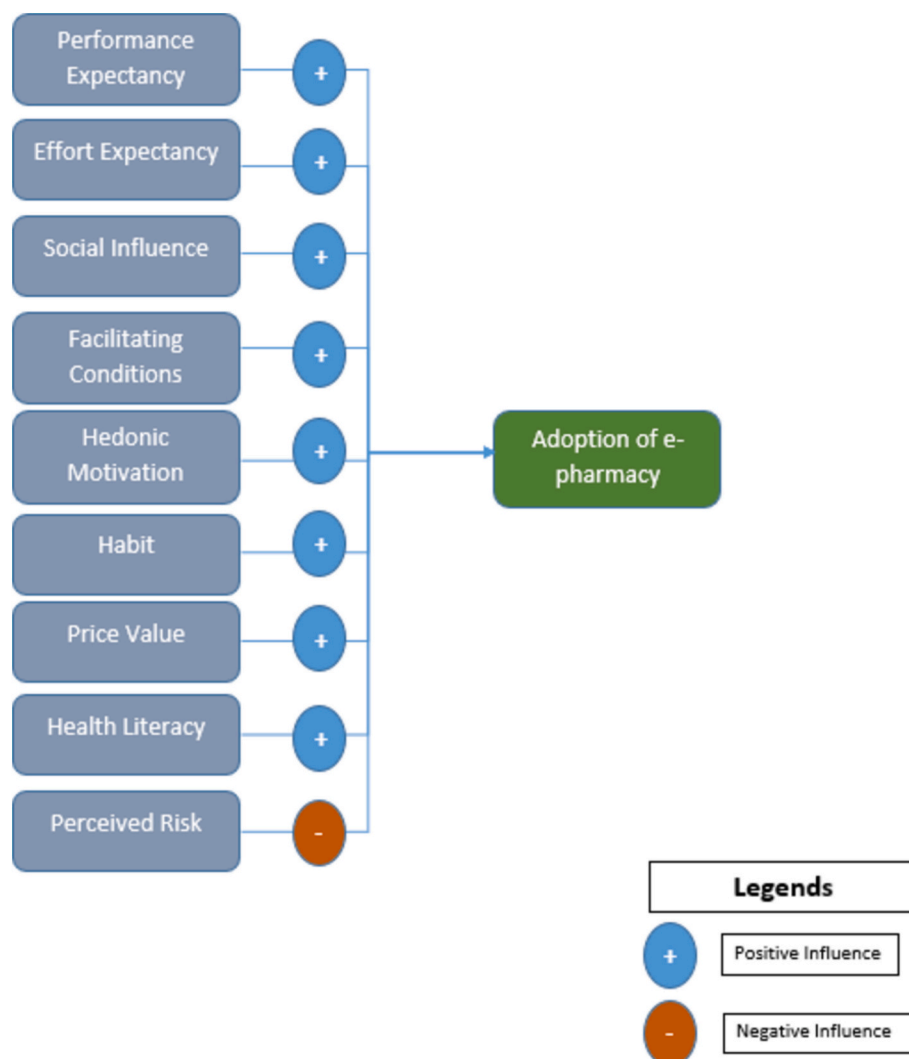 Performance
Expectancy
+
Effort Expectancy
+
Social Influence
+
Facilitating
Conditions
+
Hedonic
Motivation
+
Adoption of e-
pharmacy
Habit
+
Price Value
+
Health Literacy
+
Perceived Risk
-
Legends
+
Positive Influence
-
Negative Influence